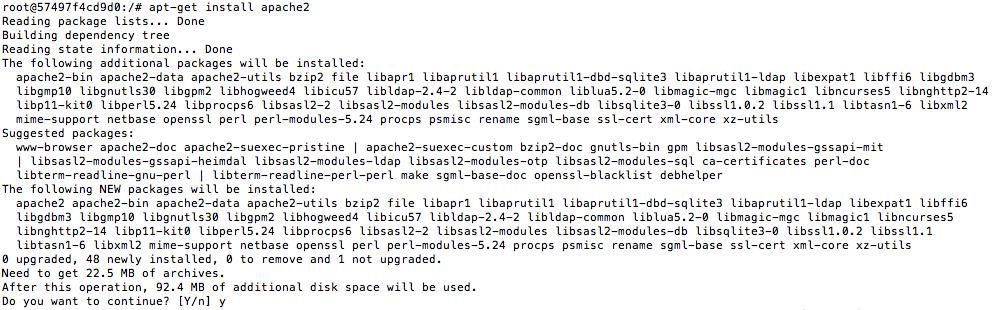 root@57497f4cd9d0:/# apt-get install apache2
Reading package lists... Done
Building dependency tree
Reading state information... Done
The following additional packages will be installed:
  apache2-bin apache2-data apache2-utils bzip2 file libapr1 libaprutil1 libaprutil1-dbd-sqlite3 libaprutil1-ldap libexpat1 libffi6 libgdbm3
  libgmp10 libgnutls30 libgpm2 libhogweed4 libicu57 libldap-2.4-2 libldap-common liblua5.2-0 libmagic-mgc libmagic1 libncurses5 libnghttp2-14
  libp11-kit0 libperl5.24 libprocps6 libsasl2-2 libsasl2-modules libsasl2-modules-db libsqlite3-0 libssl1.0.2 libssl1.1 libtasn1-6 libxml2
  mime-support netbase openssl perl perl-modules-5.24 procps psmisc rename sgml-base ssl-cert xml-core xz-utils
Suggested packages:
  www-browser apache2-doc apache2-suexec-pristine | apache2-suexec-custom bzip2-doc gnutls-bin gpm libsasl2-modules-gssapi-mit
  | libsasl2-modules-gssapi-heimdal libsasl2-modules-ldap libsasl2-modules-otp libsasl2-modules-sql ca-certificates perl-doc
  libterm-readline-gnu-perl | libterm-readline-perl-perl make sgml-base-doc openssl-blacklist debhelper
The following NEW packages will be installed:
  apache2 apache2-bin apache2-data apache2-utils bzip2 file libapr1 libaprutil1 libaprutil1-dbd-sqlite3 libaprutil1-ldap libexpat1 libffi6
  libgdbm3 libgmp10 libgnutls30 libgpm2 libhogweed4 libicu57 libldap-2.4-2 libldap-common liblua5.2-0 libmagic-mgc libmagic1 libncurses5
  libnghttp2-14 libp11-kit0 libperl5.24 libprocps6 libsasl2-2 libsasl2-modules libsasl2-modules-db libsqlite3-0 libssl1.0.2 libssl1.1
  libtasn1-6 libxml2 mime-support netbase openssl perl perl-modules-5.24 procps psmisc rename sgml-base ssl-cert xml-core xz-utils
0 upgraded, 48 newly installed, 0 to remove and 1 not upgraded.
Need to get 22.5 MB of archives.
After this operation, 92.4 MB of additional disk space will be used.
Do you want to continue? [Y/n] y